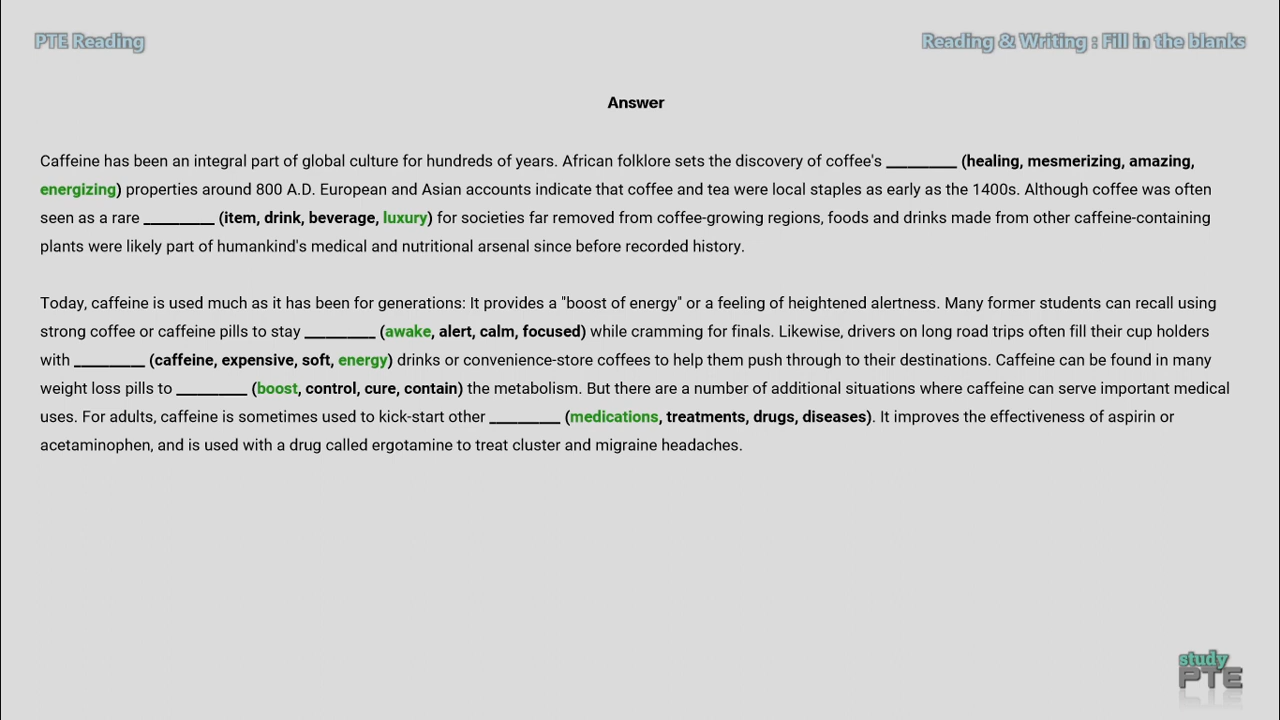 PTE Reading
Reading & Writing : Fill in the blanks
Answer
Caffeine has been an integral part of global culture for hundreds of years. African folklore sets the discovery of coffee's ________ (healing, mesmerizing, amazing,
energizing) properties around 800 A.D. European and Asian accounts indicate that coffee and tea were local staples as early as the 1400s. Although coffee was often
seen as a rare ________ (item, drink, beverage, luxury) for societies far removed from coffee-growing regions, foods and drinks made from other caffeine-containing
plants were likely part of humankind's medical and nutritional arsenal since before recorded history.
Today, caffeine is used much as it has been for generations: It provides a "boost of energy" or a feeling of heightened alertness. Many former students can recall using
strong coffee or caffeine pills to stay ________ (awake, alert, calm, focused) while cramming for finals. Likewise, drivers on long road trips often fill their cup holders
with ________ (caffeine, expensive, soft, energy) drinks or convenience-store coffees to help them push through to their destinations. Caffeine can be found in many
weight loss pills to ________ (boost, control, cure, contain) the metabolism. But there are a number of additional situations where caffeine can serve important medical
uses. For adults, caffeine is sometimes used to kick-start other ________ (medications, treatments, drugs, diseases). It improves the effectiveness of aspirin or
acetaminophen, and is used with a drug called ergotamine to treat cluster and migraine headaches.
study
PTE